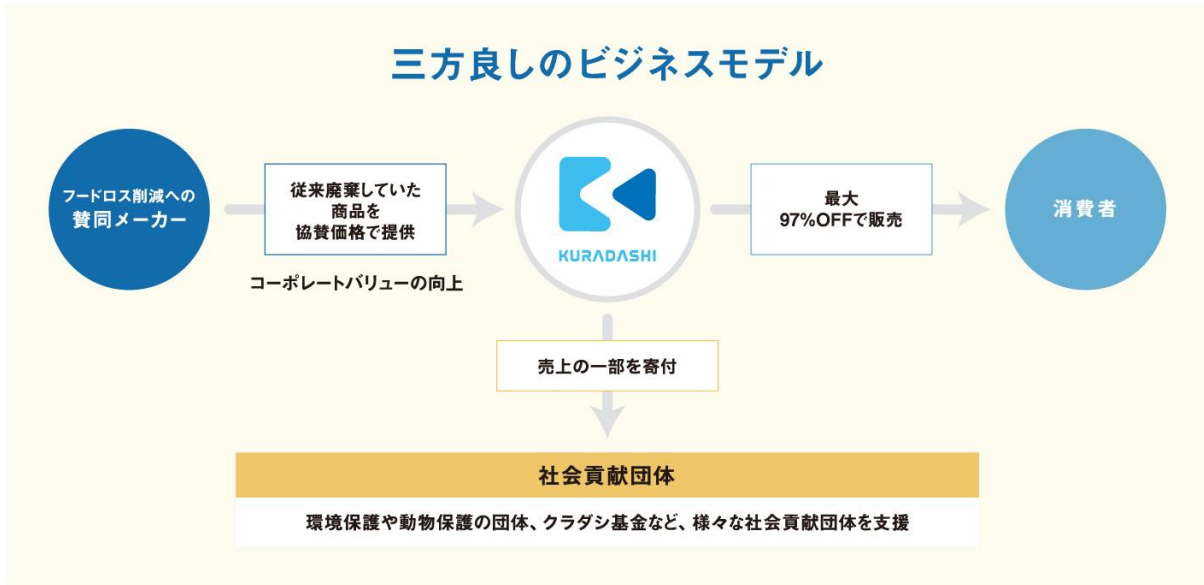 三方良しのビジネスモデル
フードロス削減への
賛同メーカー
従来廃棄していた
商品を
協賛価格で提供
コーポレートバリューの向上
KURADASHI
最大
97%OFFで販売
消費者
売上の一部を寄付
社会貢献団体
環境保護や動物保護の団体、クラダシ基金など、様々な社会貢献団体を支援